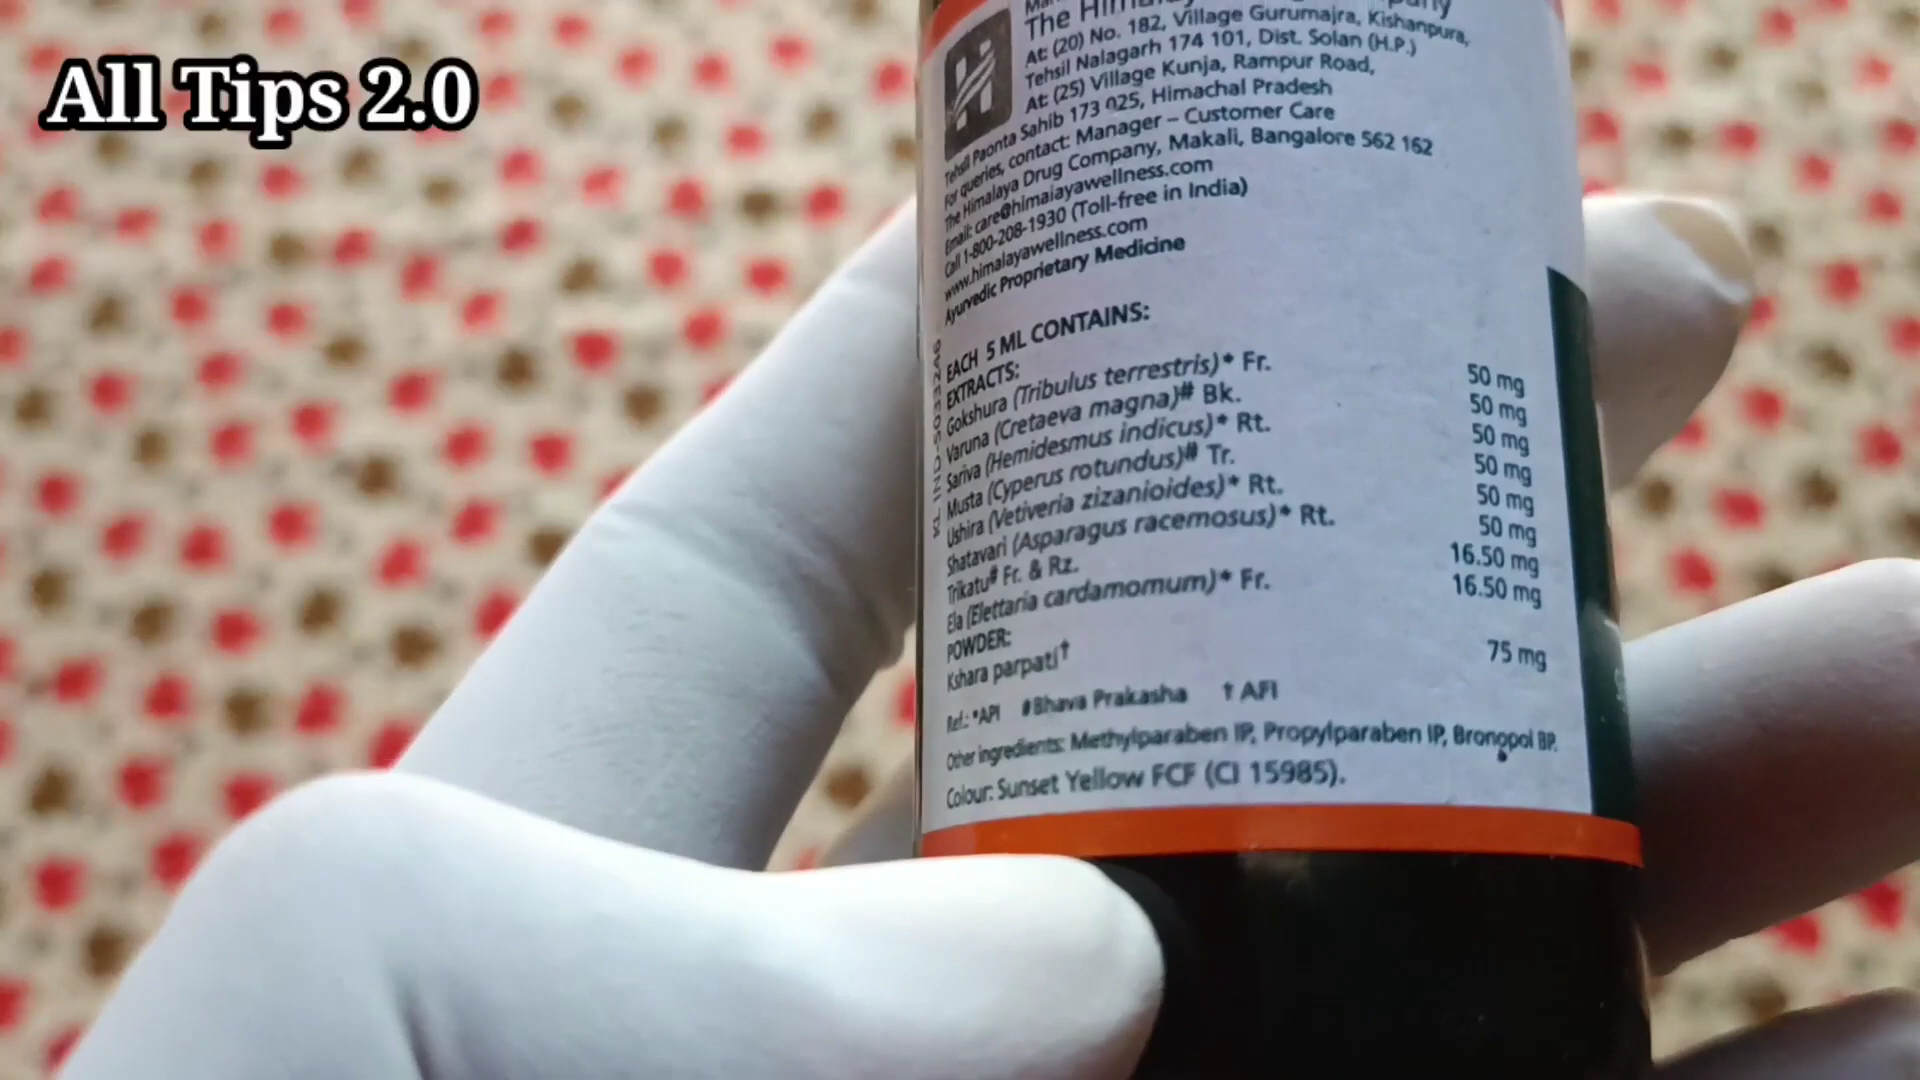 All Tips 2.0
The
At: (20) No. 182, Village Gurumajra, Kishanpura,
Tehsil Nalagarh 174 101, Dist. Solan (H.P.)
At: (25) Village Kunja, Rampur Road,
Tehsil Paonta Sahib 173 025, Himachal Pradesh
For queries, contact: Manager – Customer Care
The Himalaya Drug Company, Makali, Bangalore 562 162
Email: care@himalayawellness.com
Call 1-800-208-1930 (Toll-free in India)
www.himalayawellness.com
Ayurvedic Proprietary Medicine
EACH 5 ML CONTAINS:
EXTRACTS:
Gokshura (Tribulus terrestris)* Fr. 50 mg
Varuna (Cretaeva magna)# Bk. 50 mg
Sariva (Hemidesmus indicus)* Rt. 50 mg
Musta (Cyperus rotundus)# Tr. 50 mg
Ushira (Vetiveria zizanioides)* Rt. 50 mg
Shatavari (Asparagus racemosus)* Rt. 50 mg
Trikatu# Fr. & Rz. 16.50 mg
Ela (Elettaria cardamomum)* Fr. 16.50 mg
POWDER:
Kshara parpati† 75 mg
Ref.: *API #Bhava Prakasha † AFI
Other ingredients: Methylparaben IP, Propylparaben IP, Bronopol BP.
Colour: Sunset Yellow FCF (CI 15985).